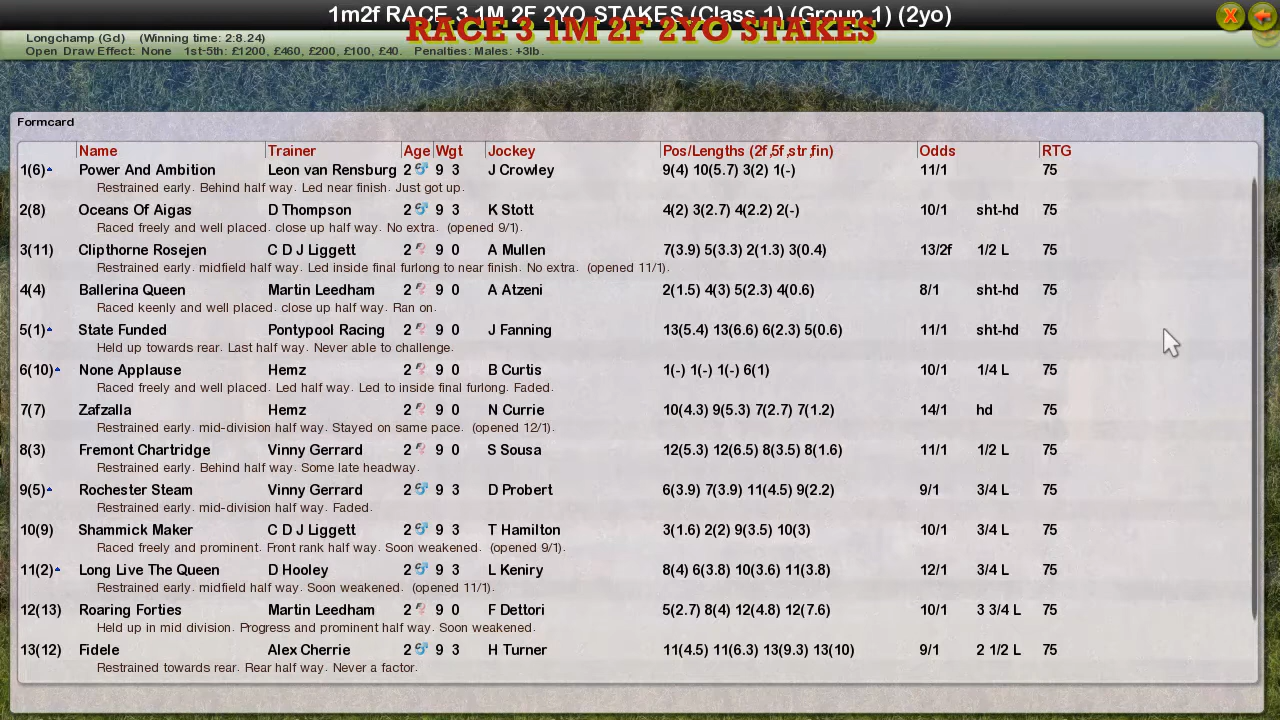 1m2f RACE 3 1M 2F 2YO STAKES (Class 1) (Group 1) (2yo)
RACE 3 1M 2F 2YO STAKES
Longchamp (Gd) (Winning time: 2:8.24)
Open Draw Effect: None 1st-5th: £1200, £460, £200, £100, £40. Penalties: Males: +3lb.
Formcard
Name Trainer Age Wgt Jockey Pos/Lengths (2f,5f,str,fin) Odds RTG
1(6) Power And Ambition Leon van Rensburg 2 9 3 J Crowley 9(4) 10(5.7) 3(2) 1(-) 11/1 75
Restrained early. Behind half way. Led near finish. Just got up.
2(8) Oceans Of Aigas D Thompson 2 9 3 K Stott 4(2) 3(2.7) 4(2.2) 2(-) 10/1 sht-hd 75
Raced freely and well placed. close up half way. No extra. (opened 9/1).
3(11) Clipthorne Rosejen C D J Liggett 2 9 0 A Mullen 7(3.9) 5(3.3) 2(1.3) 3(0.4) 13/2f 1/2 L 75
Restrained early. midfield half way. Led inside final furlong to near finish. No extra. (opened 11/1).
4(4) Ballerina Queen Martin Leedham 2 9 0 A Atzeni 2(1.5) 4(3) 5(2.3) 4(0.6) 8/1 sht-hd 75
Raced keenly and well placed. close up half way. Ran on.
5(1) State Funded Pontypool Racing 2 9 0 J Fanning 13(5.4) 13(6.6) 6(2.3) 5(0.6) 11/1 sht-hd 75
Held up towards rear. Last half way. Never able to challenge.
6(10) None Applause Hemz 2 9 0 B Curtis 1(-) 1(-) 1(-) 6(1) 10/1 1/4 L 75
Raced freely and well placed. Led half way. Led to inside final furlong. Faded.
7(7) Zafzalla Hemz 2 9 0 N Currie 10(4.3) 9(5.3) 7(2.7) 7(1.2) 14/1 hd 75
Restrained early. mid-division half way. Stayed on same pace. (opened 12/1).
8(3) Fremont Chartridge Vinny Gerrard 2 9 0 S Sousa 12(5.3) 12(6.5) 8(3.5) 8(1.6) 11/1 1/2 L 75
Restrained early. Behind half way. Some late headway.
9(5) Rochester Steam Vinny Gerrard 2 9 3 D Probert 6(3.9) 7(3.9) 11(4.5) 9(2.2) 9/1 3/4 L 75
Restrained early. mid-division half way. Faded.
10(9) Shammick Maker C D J Liggett 2 9 3 T Hamilton 3(1.6) 2(2) 9(3.5) 10(3) 10/1 3/4 L 75
Raced freely and prominent. Front rank half way. Soon weakened. (opened 9/1).
11(2) Long Live The Queen D Hooley 2 9 3 L Keniry 8(4) 6(3.8) 10(3.6) 11(3.8) 12/1 3/4 L 75
Restrained early. midfield half way. Soon weakened. (opened 11/1).
12(13) Roaring Forties Martin Leedham 2 9 0 F Dettori 5(2.7) 8(4) 12(4.8) 12(7.6) 10/1 3 3/4 L 75
Held up in mid division. Progress and prominent half way. Soon weakened.
13(12) Fidele Alex Cherrie 2 9 3 H Turner 11(4.5) 11(6.3) 13(9.3) 13(10) 9/1 2 1/2 L 75
Restrained towards rear. Rear half way. Never a factor.